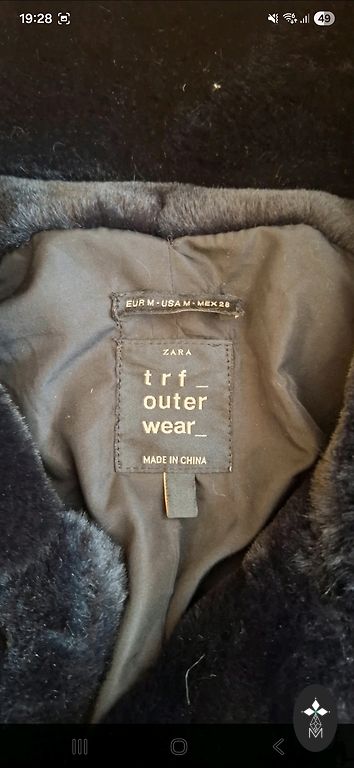 19:28
49
EUR M - USA M - MEX 28
ZARA
trf_
outer
wear_
MADE IN CHINA
M